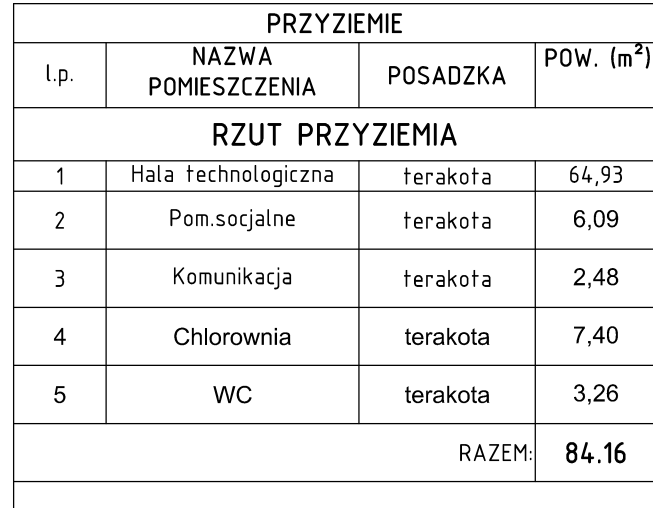 PRZYZIEMIE
l.p. NAZWA POMIESZCZENIA POSADZKA POW. (m²)
RZUT PRZYZIEMIA
1 Hala technologiczna terakota 64,93
2 Pom.socjalne terakota 6,09
3 Komunikacja terakota 2,48
4 Chlorownia terakota 7,40
5 WC terakota 3,26
RAZEM: 84.16